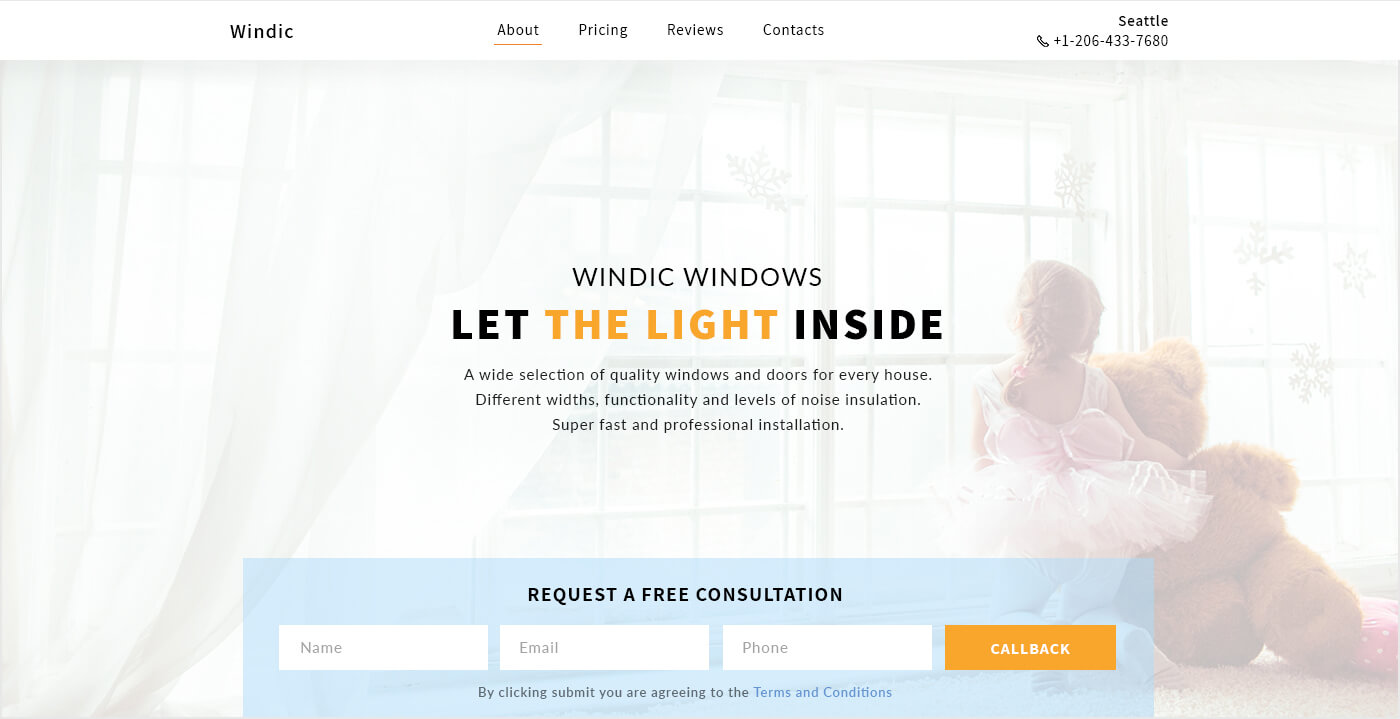 Windic
About
Pricing
Reviews
Contacts
Seattle
+1-206-433-7680
WINDIC WINDOWS
LET THE LIGHT INSIDE
A wide selection of quality windows and doors for every house.
Different widths, functionality and levels of noise insulation.
Super fast and professional installation.
REQUEST A FREE CONSULTATION
Name
Email
Phone
CALLBACK
By clicking submit you are agreeing to the Terms and Conditions